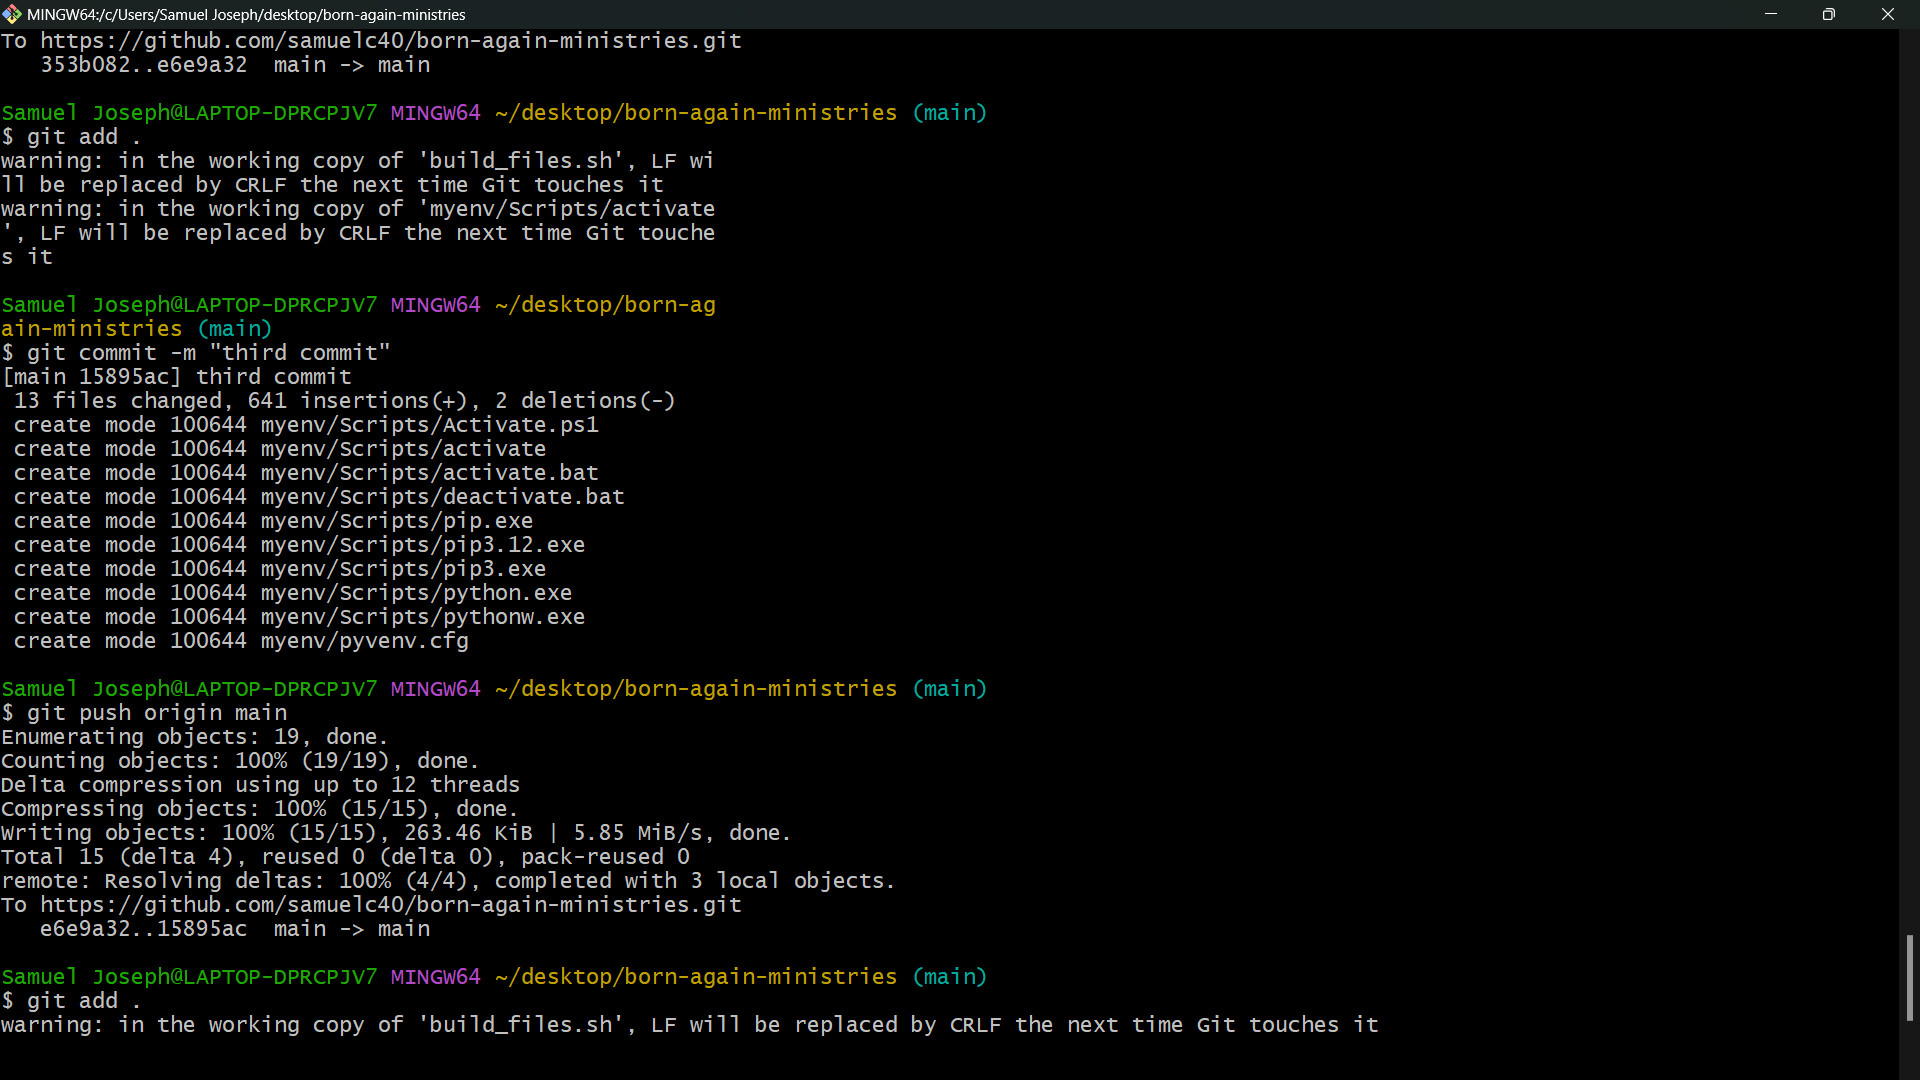 MINGW64:/c/Users/Samuel Joseph/desktop/born-again-ministries
To https://github.com/samuelc40/born-again-ministries.git
   353b082..e6e9a32  main -> main
Samuel Joseph@LAPTOP-DPRCPJV7 MINGW64 ~/desktop/born-again-ministries (main)
$ git add .
warning: in the working copy of 'build_files.sh', LF wi
ll be replaced by CRLF the next time Git touches it
warning: in the working copy of 'myenv/Scripts/activate
', LF will be replaced by CRLF the next time Git touche
s it
Samuel Joseph@LAPTOP-DPRCPJV7 MINGW64 ~/desktop/born-ag
ain-ministries (main)
$ git commit -m "third commit"
[main 15895ac] third commit
 13 files changed, 641 insertions(+), 2 deletions(-)
 create mode 100644 myenv/Scripts/Activate.ps1
 create mode 100644 myenv/Scripts/activate
 create mode 100644 myenv/Scripts/activate.bat
 create mode 100644 myenv/Scripts/deactivate.bat
 create mode 100644 myenv/Scripts/pip.exe
 create mode 100644 myenv/Scripts/pip3.12.exe
 create mode 100644 myenv/Scripts/pip3.exe
 create mode 100644 myenv/Scripts/python.exe
 create mode 100644 myenv/Scripts/pythonw.exe
 create mode 100644 myenv/pyvenv.cfg
Samuel Joseph@LAPTOP-DPRCPJV7 MINGW64 ~/desktop/born-again-ministries (main)
$ git push origin main
Enumerating objects: 19, done.
Counting objects: 100% (19/19), done.
Delta compression using up to 12 threads
Compressing objects: 100% (15/15), done.
Writing objects: 100% (15/15), 263.46 KiB | 5.85 MiB/s, done.
Total 15 (delta 4), reused 0 (delta 0), pack-reused 0
remote: Resolving deltas: 100% (4/4), completed with 3 local objects.
To https://github.com/samuelc40/born-again-ministries.git
   e6e9a32..15895ac  main -> main
Samuel Joseph@LAPTOP-DPRCPJV7 MINGW64 ~/desktop/born-again-ministries (main)
$ git add .
warning: in the working copy of 'build_files.sh', LF will be replaced by CRLF the next time Git touches it